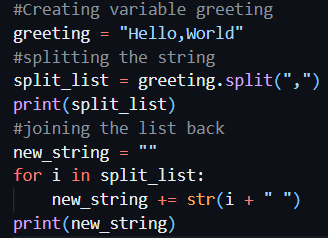 #Creating variable greeting
greeting = "Hello,World"
#splitting the string
split_list = greeting.split(",")
print(split_list)
#joining the list back
new_string = ""
for i in split_list:
    new_string += str(i + " ")
print(new_string)